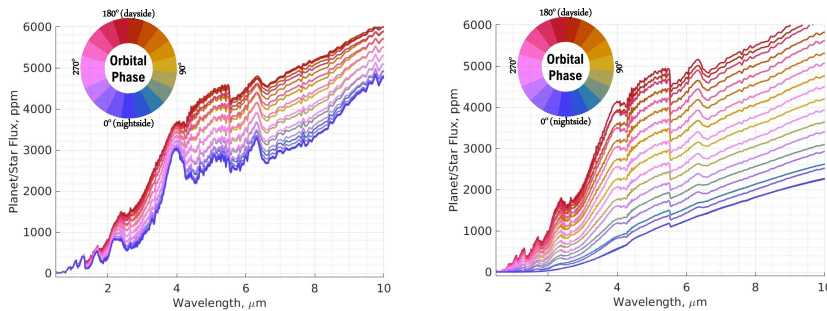 180° (dayside)
6000
5000
4000
3000
2000
1000
0
Planet/Star Flux, ppm
270°
Orbital
Phase
90°
0° (nightside)
2
4
6
8
10
Wavelength, μm
180° (dayside)
6000
5000
4000
3000
2000
1000
0
Planet/Star Flux, ppm
270°
Orbital
Phase
90°
0° (nightside)
2
4
6
8
10
Wavelength, μm